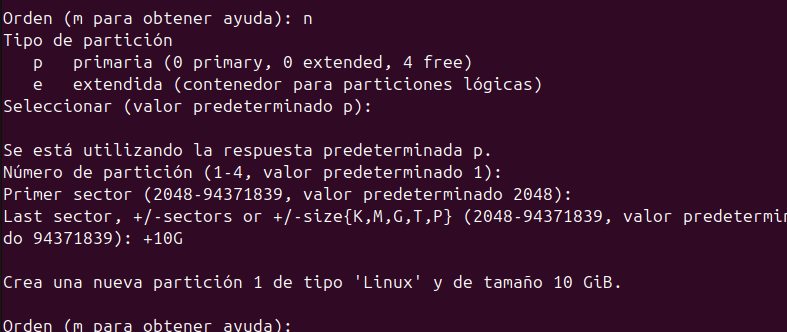 Orden (m para obtener ayuda): n
Tipo de partición
   p   primaria (0 primary, 0 extended, 4 free)
   e   extendida (contenedor para particiones lógicas)
Seleccionar (valor predeterminado p):
Se está utilizando la respuesta predeterminada p.
Número de partición (1-4, valor predeterminado 1):
Primer sector (2048-94371839, valor predeterminado 2048):
Last sector, +/-sectors or +/-size{K,M,G,T,P} (2048-94371839, valor predetermin
do 94371839): +10G
Crea una nueva partición 1 de tipo 'Linux' y de tamaño 10 GiB.
Orden (m para obtener ayuda):